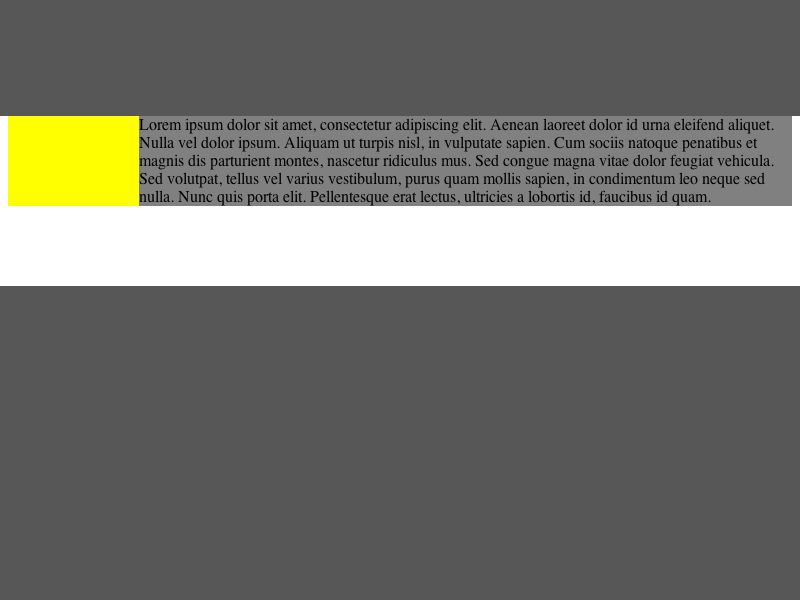 Lorem ipsum dolor sit amet, consectetur adipiscing elit. Aenean laoreet dolor id urna eleifend aliquet.
Nulla vel dolor ipsum. Aliquam ut turpis nisl, in vulputate sapien. Cum sociis natoque penatibus et
magnis dis parturient montes, nascetur ridiculus mus. Sed congue magna vitae dolor feugiat vehicula.
Sed volutpat, tellus vel varius vestibulum, purus quam mollis sapien, in condimentum leo neque sed
nulla. Nunc quis porta elit. Pellentesque erat lectus, ultricies a lobortis id, faucibus id quam.